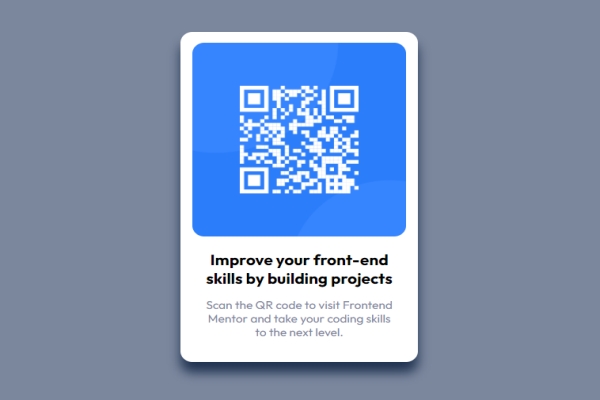 Improve your front-end
skills by building projects
Scan the QR code to visit Frontend
Mentor and take your coding skills
to the next level.